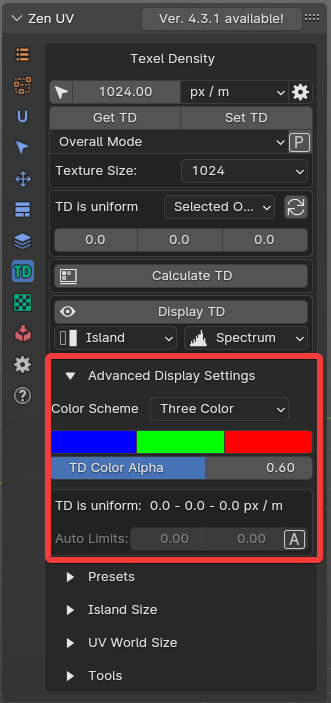 Zen UV
Ver. 4.3.1 available!
Texel Density
1024.00 px / m
Get TD Set TD
Overall Mode P
Texture Size: 1024
TD is uniform Selected O...
0.0 0.0 0.0
Calculate TD
Display TD
Island Spectrum
Advanced Display Settings
Color Scheme Three Color
TD Color Alpha 0.60
TD is uniform: 0.0 - 0.0 - 0.0 px / m
Auto Limits: 0.00 0.00 A
Presets
Island Size
UV World Size
Tools
TD